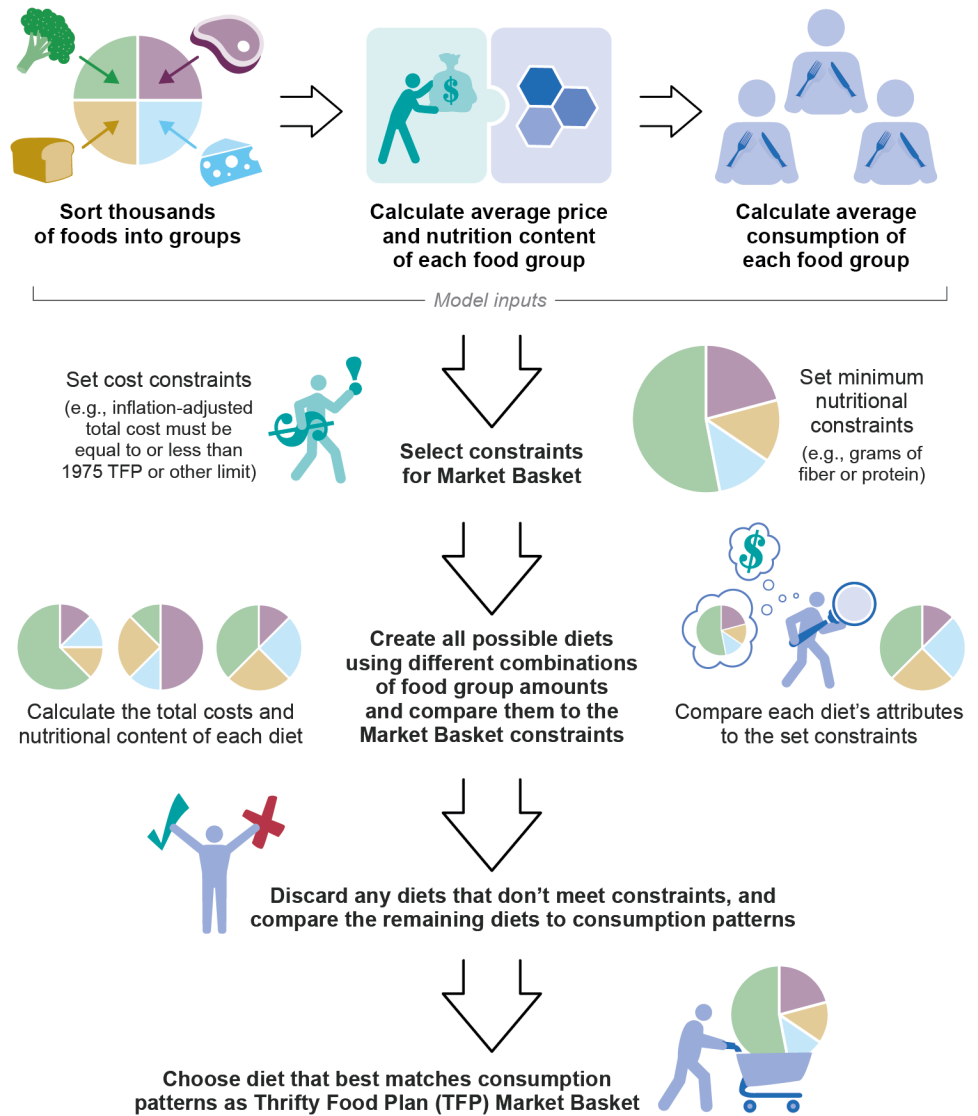 $
Sort thousands
of foods into groups
Calculate average price
and nutrition content
of each food group
Calculate average
consumption of
each food group
Model inputs
Set cost constraints
(e.g., inflation-adjusted
total cost must be
equal to or less than
1975 TFP or other limit)
$
Select constraints
for Market Basket
Set minimum
nutritional
constraints
(e.g., grams of
fiber or protein)
Calculate the total costs and
nutritional content of each diet
Create all possible diets
using different combinations
of food group amounts
and compare them to the
Market Basket constraints
$
Compare each diet’s attributes
to the set constraints
Discard any diets that don’t meet constraints, and
compare the remaining diets to consumption patterns
Choose diet that best matches consumption
patterns as Thrifty Food Plan (TFP) Market Basket